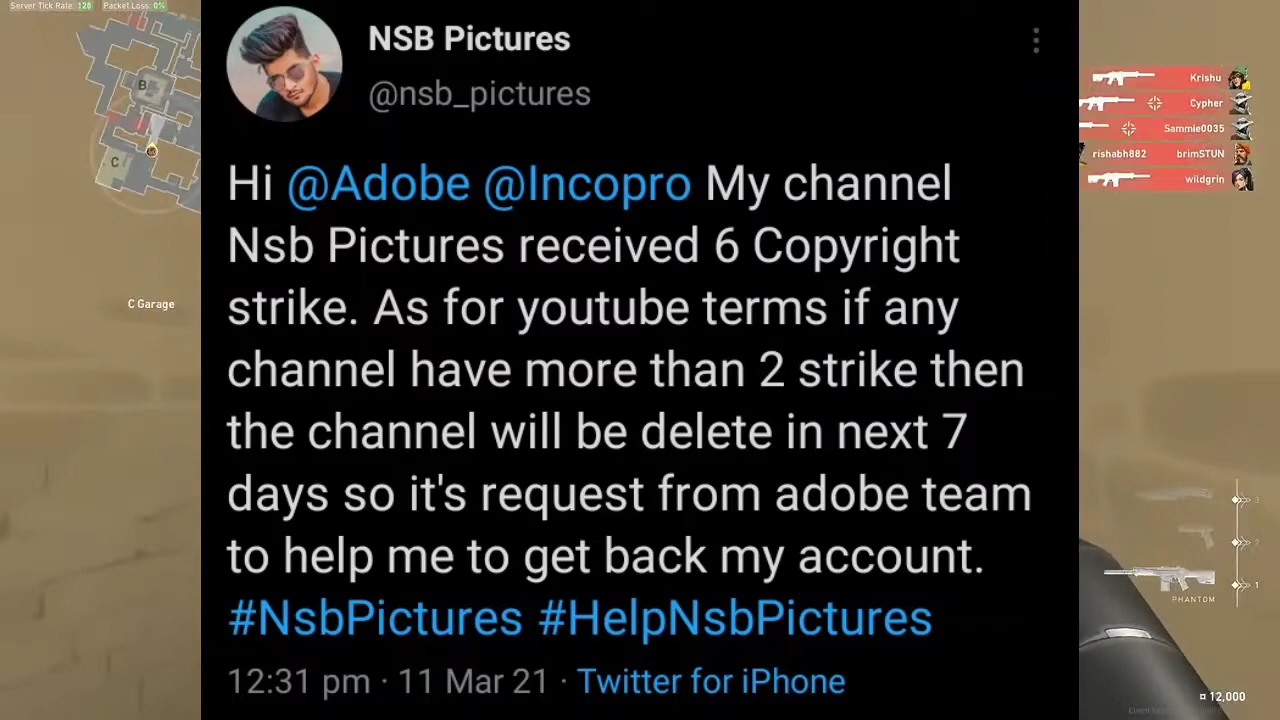 Server Tick Rate: 128 Packet Loss: 0%
B
C
C Garage
NSB Pictures
@nsb_pictures
Hi @Adobe @Incopro My channel
Nsb Pictures received 6 Copyright
strike. As for youtube terms if any
channel have more than 2 strike then
the channel will be delete in next 7
days so it's request from adobe team
to help me to get back my account.
#NsbPictures #HelpNsbPictures
12:31 pm · 11 Mar 21 · Twitter for iPhone
Krishu
Cypher
Sammie0035
rishabh882 brimSTUN
wildgrin
3
2
1
PHANTOM
¤ 12,000